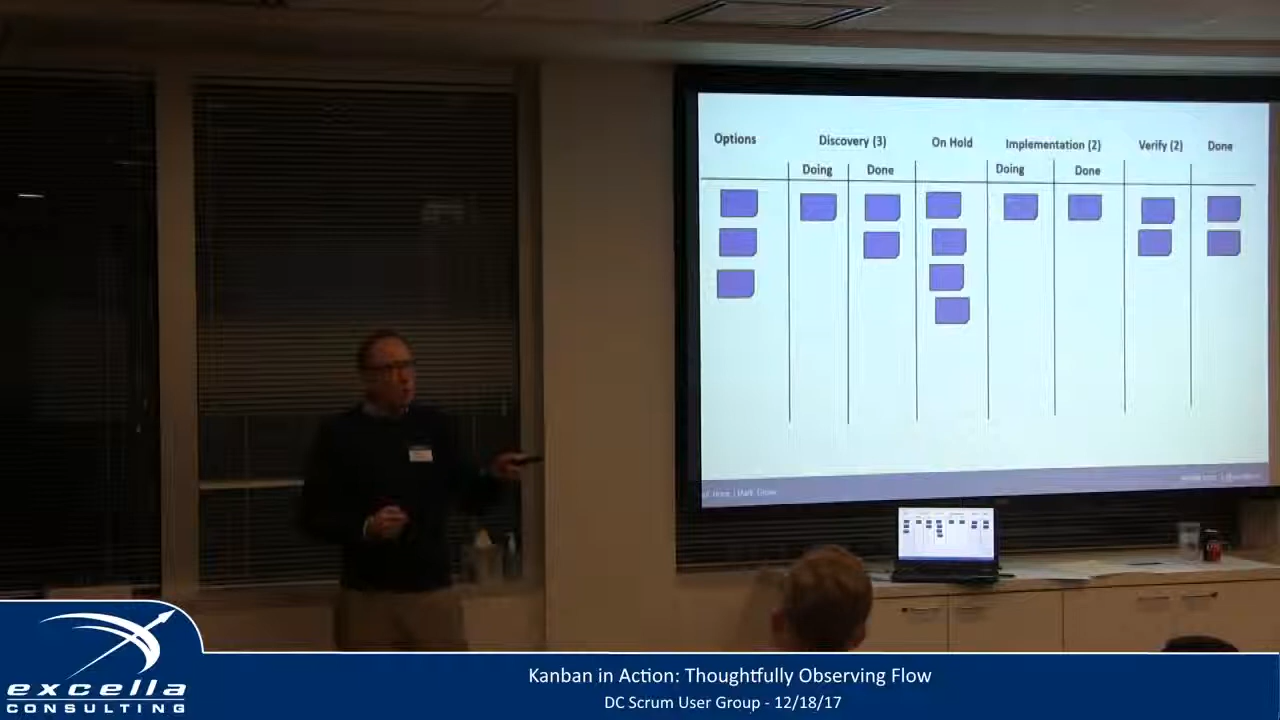 Options Discovery (3) On Hold Implementation (2) Verify (2) Done
Doing Done Doing Done
excella
CONSULTING
Kanban in Action: Thoughtfully Observing Flow
DC Scrum User Group - 12/18/17